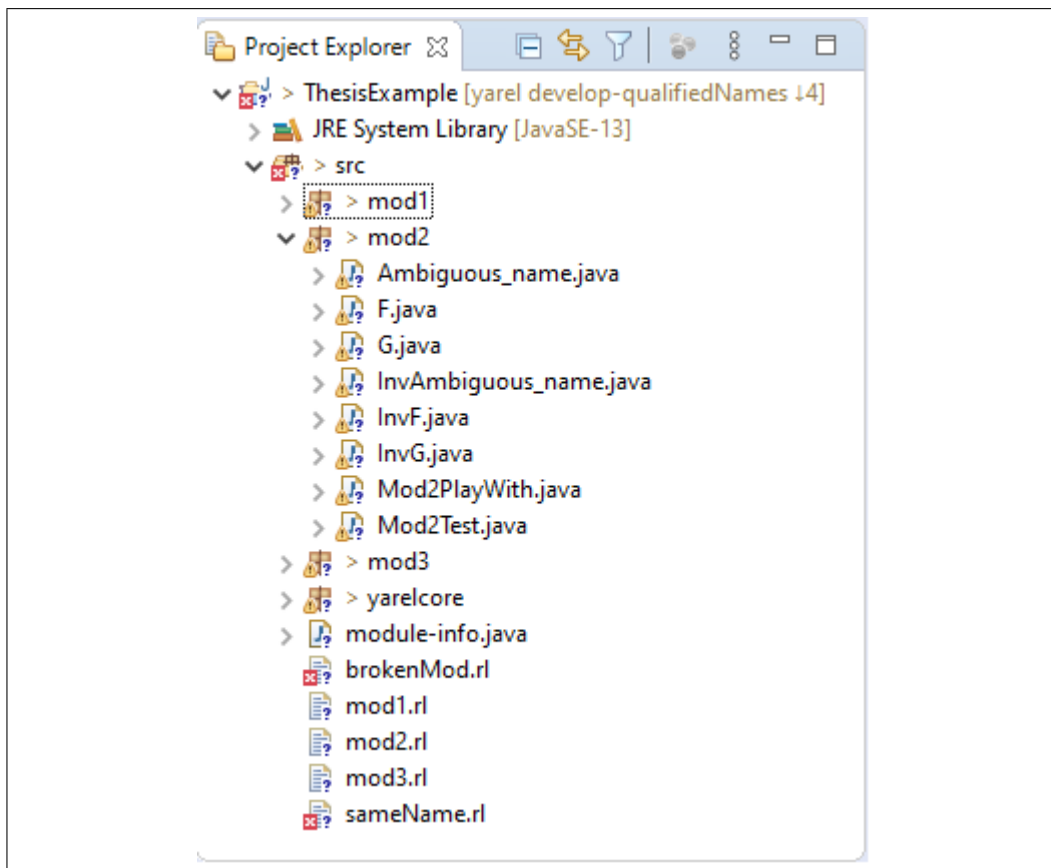 Project Explorer
> ThesisExample [yarel develop-qualifiedNames ↓4]
JRE System Library [JavaSE-13]
> src
> mod1
> mod2
Ambiguous_name.java
F.java
G.java
InvAmbiguous_name.java
InvF.java
InvG.java
Mod2PlayWith.java
Mod2Test.java
> mod3
> yarelcore
module-info.java
brokenMod.rl
mod1.rl
mod2.rl
mod3.rl
sameName.rl